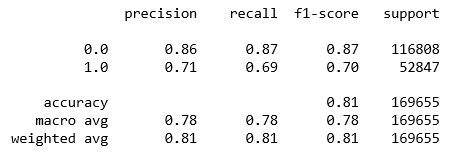 precision recall f1-score support
0.0 0.86 0.87 0.87 116808
1.0 0.71 0.69 0.70 52847
accuracy 0.81 169655
macro avg 0.78 0.78 0.78 169655
weighted avg 0.81 0.81 0.81 169655